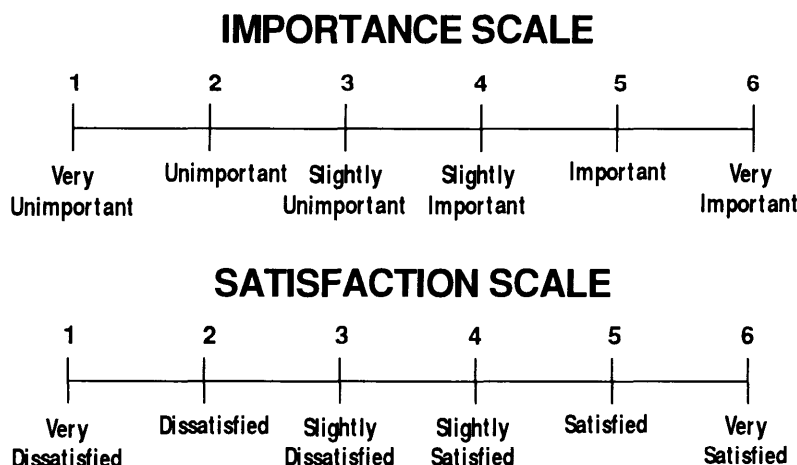 IMPORTANCE SCALE
1 2 3 4 5 6
Very Unimportant Slightly Slightly Important Very
Unimportant Unimportant Important Important
SATISFACTION SCALE
1 2 3 4 5 6
Very Dissatisfied Slightly Slightly Satisfied Very
Dissatisfied Dissatisfied Satisfied Satisfied